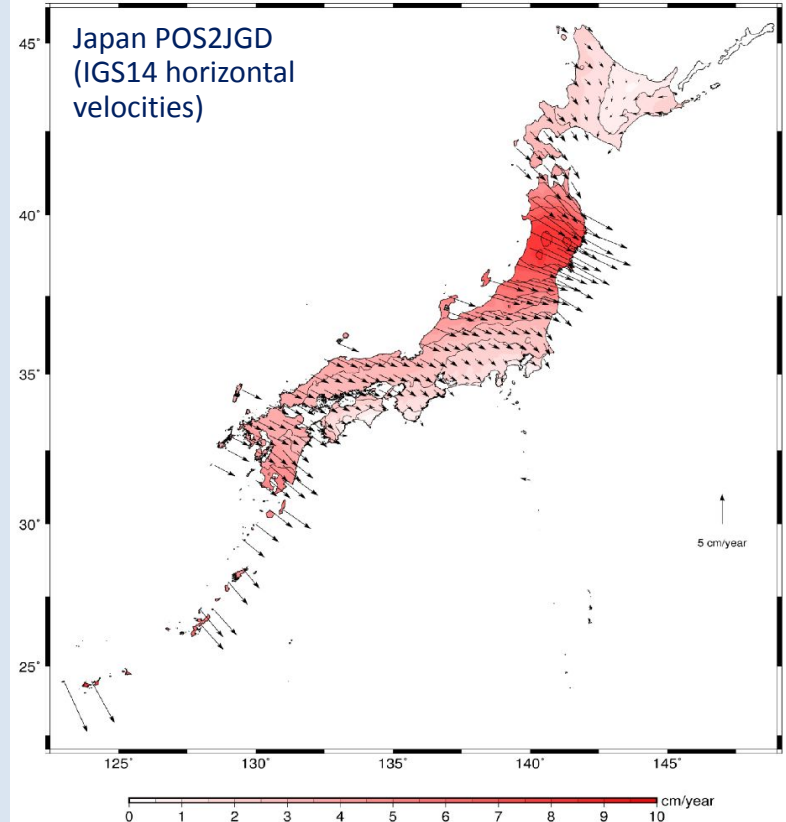 Japan POS2JGD
(IGS14 horizontal
velocities)
45°
40°
35°
30°
5 cm/year
25°
125° 130° 135° 140° 145°
cm/year
0 1 2 3 4 5 6 7 8 9 10